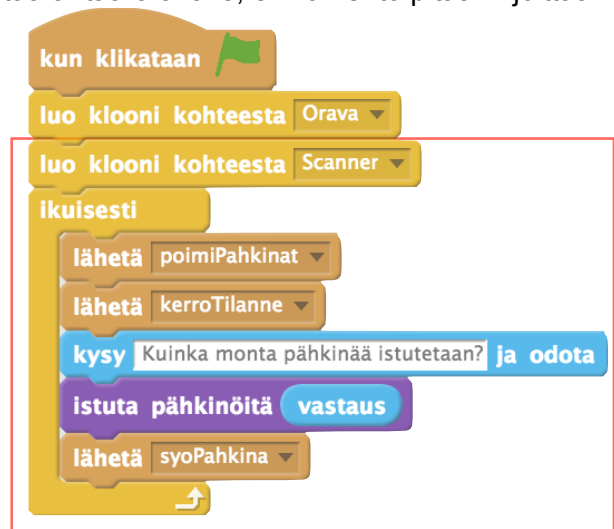 kun klikataan
luo klooni kohteesta Orava
luo klooni kohteesta Scanner
ikuisesti
lähetä poimiPahkinat
lähetä kerroTilanne
kysy Kuinka monta pähkinää istutetaan? ja odota
istuta pähkinöitä vastaus
lähetä syoPahkina